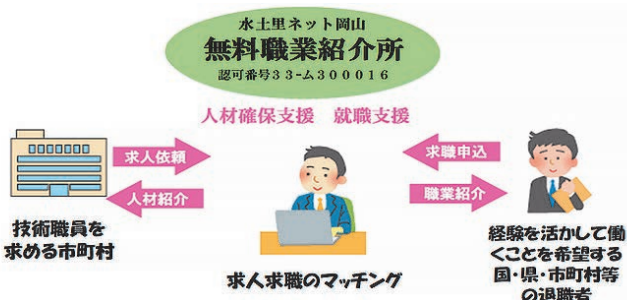 水土里ネット岡山
無料職業紹介所
認可番号33-ム300016
人材確保支援　就職支援
求人依頼
人材紹介
求職申込
職業紹介
技術職員を
求める市町村
求人求職のマッチング
経験を活かして働
くことを希望する
国・県・市町村等
の退職者